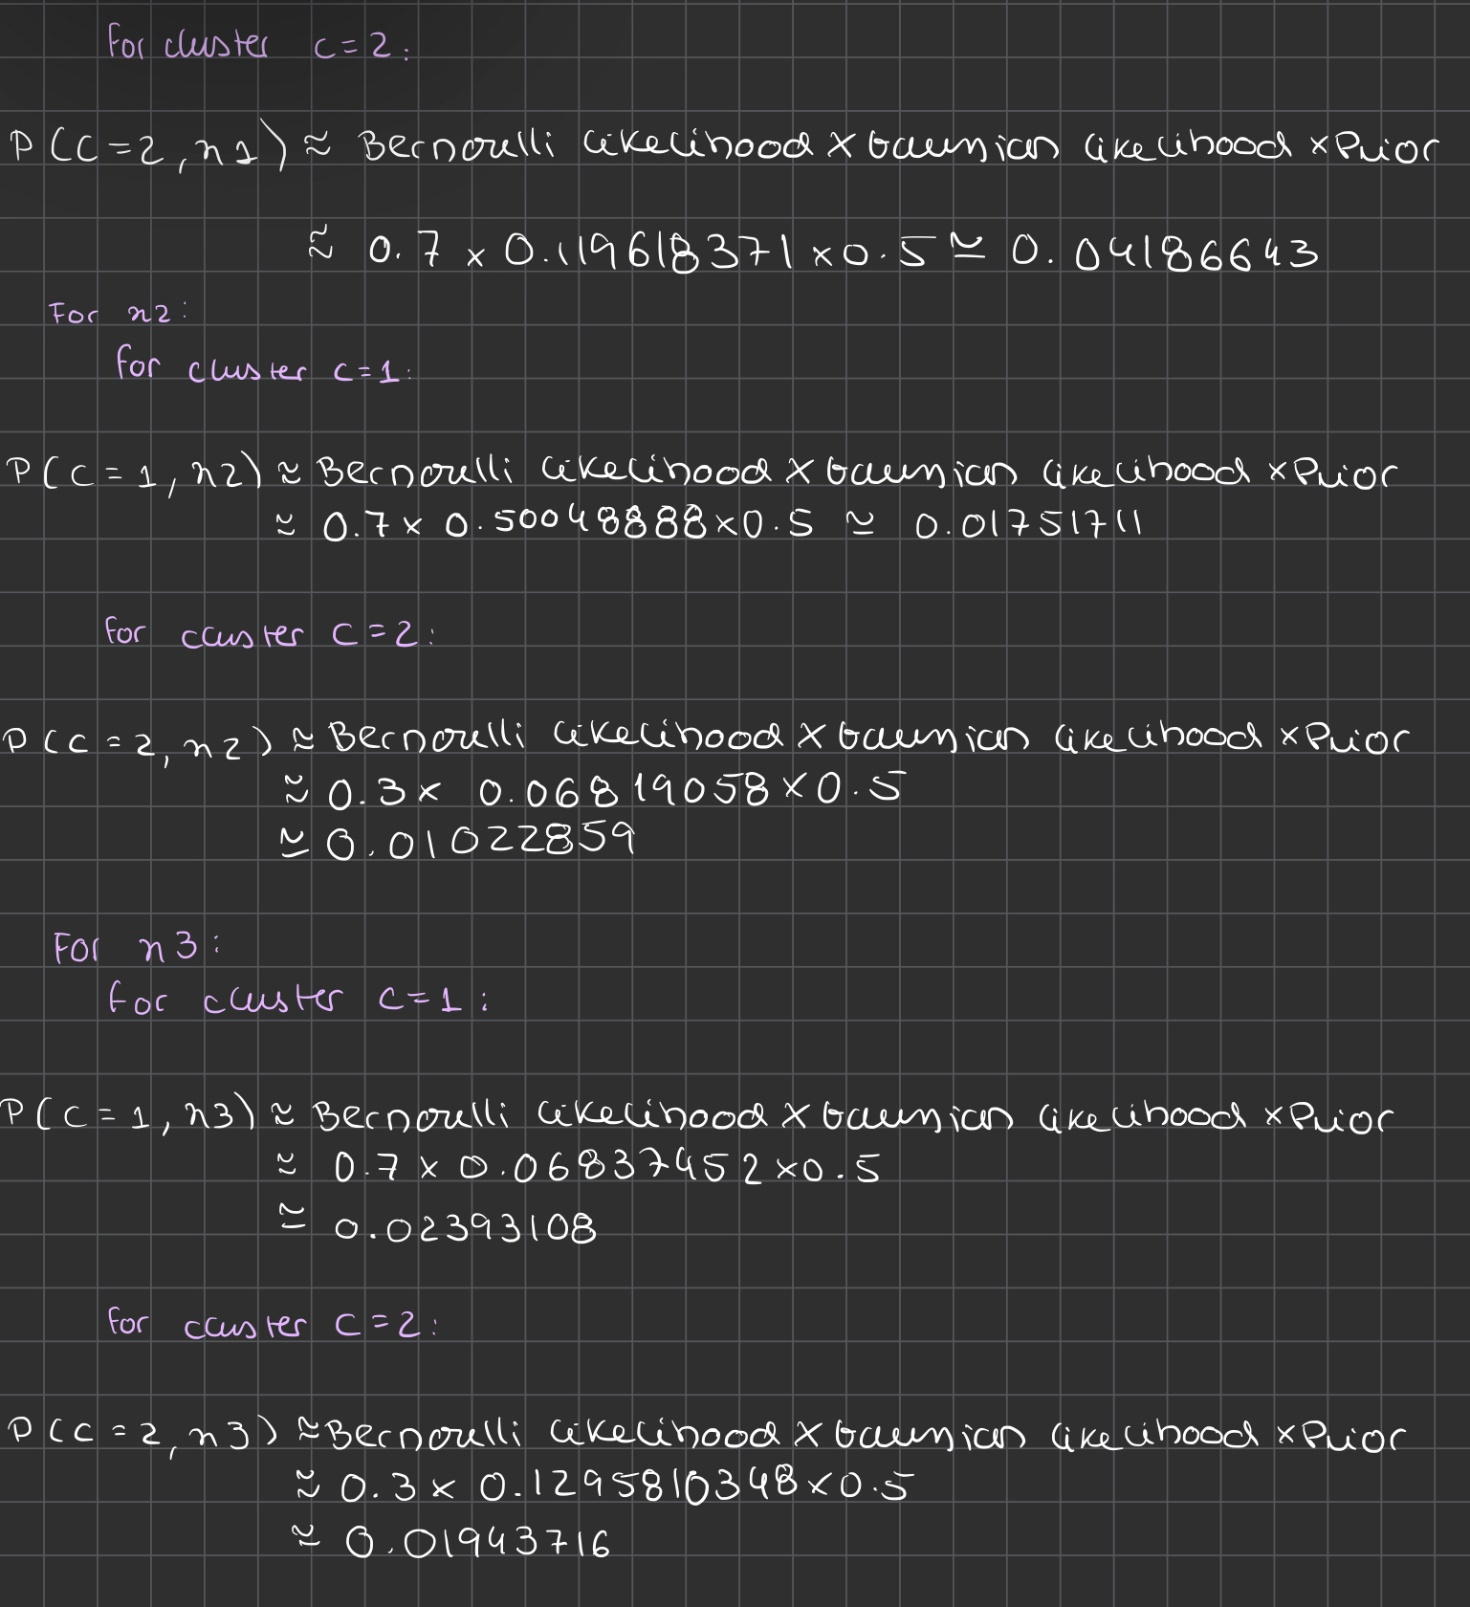 For cluster c=2:
P(C=2,x1) ≈ Bernoulli likelihood × Gaussian likelihood × Prior
≈ 0.7 × 0.119618371 × 0.5 ≃ 0.04186643
For x2:
For cluster c=1:
P(C=1,x2) ≈ Bernoulli likelihood × Gaussian likelihood × Prior
≈ 0.7 × 0.50048888 × 0.5 ≃ 0.01751711
For cluster c=2:
P(C=2,x2) ≈ Bernoulli likelihood × Gaussian likelihood × Prior
≈ 0.3 × 0.06819058 × 0.5
≃ 0.01022859
For x3:
For cluster c=1:
P(C=1,x3) ≈ Bernoulli likelihood × Gaussian likelihood × Prior
≈ 0.7 × 0.06837452 × 0.5
≃ 0.02393108
For cluster c=2:
P(C=2,x3) ≈ Bernoulli likelihood × Gaussian likelihood × Prior
≈ 0.3 × 0.1295810348 × 0.5
≃ 0.01943716